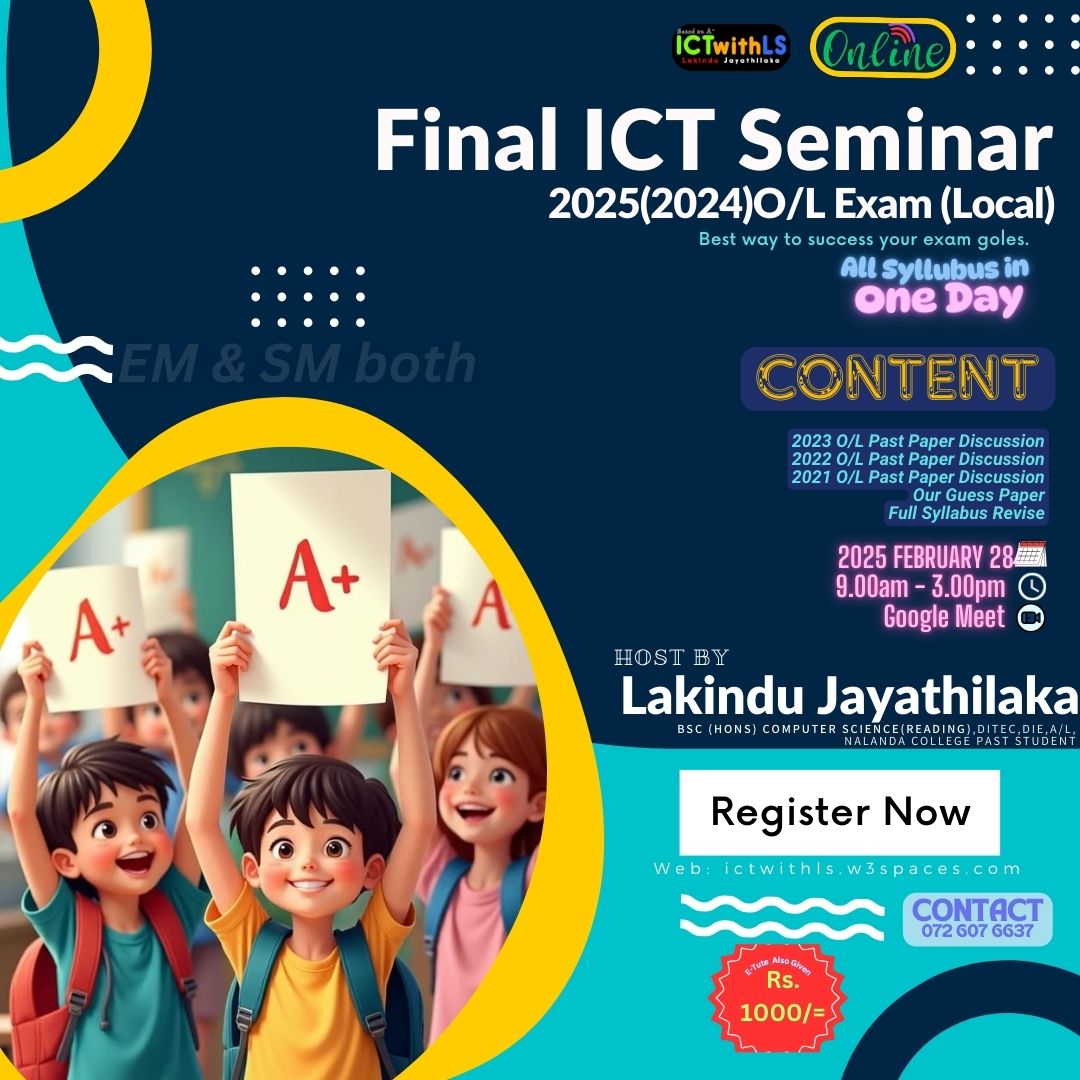 Based on A+
ICTwithLS
Lakindu Jayathilaka
Online
Final ICT Seminar
2025(2024)O/L Exam (Local)
Best way to success your exam goles.
All Syllubus in
One Day
EM & SM both
CONTENT
2023 O/L Past Paper Discussion
2022 O/L Past Paper Discussion
2021 O/L Past Paper Discussion
Our Guess Paper
Full Syllabus Revise
2025 FEBRUARY 28
9.00am - 3.00pm
Google Meet
A+
A+
A+
A
HOST BY
Lakindu Jayathilaka
BSC (HONS) COMPUTER SCIENCE(READING),DITEC,DIE,A/L,
NALANDA COLLEGE PAST STUDENT
Register Now
Web: ictwithls.w3spaces.com
CONTACT
072 607 6637
E-Tute Also Given
Rs.
1000/=